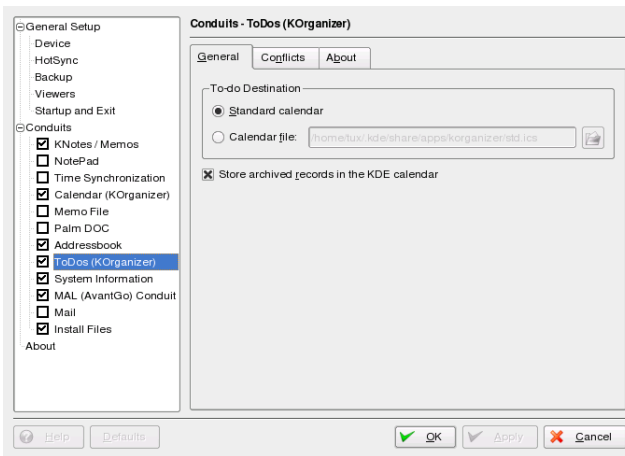 General Setup
Device
HotSync
Backup
Viewers
Startup and Exit
Conduits
KNotes / Memos
NotePad
Time Synchronization
Calendar (KOrganizer)
Memo File
Palm DOC
Addressbook
ToDos (KOrganizer)
System Information
MAL (AvantGo) Conduit
Mail
Install Files
About
Conduits - ToDos (KOrganizer)
General Conflicts About
To-do Destination
Standard calendar
Calendar file: /home/tux/.kde/share/apps/korganizer/std.ics
Store archived records in the KDE calendar
Help Defaults OK Apply Cancel